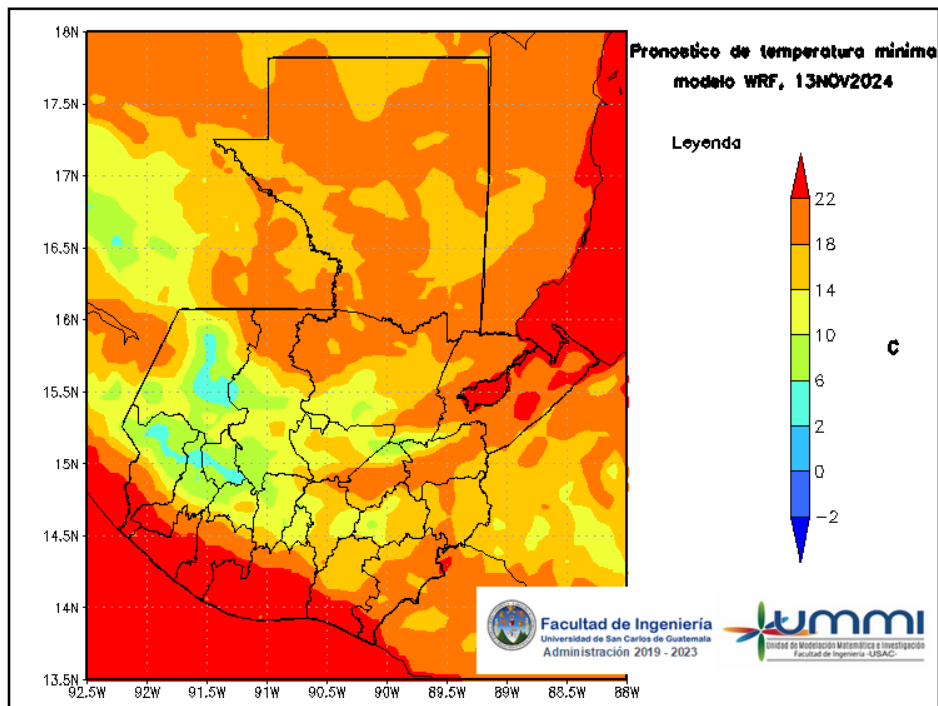 Pronostico de temperatura minima
modelo WRF, 13NOV2024
Leyenda
22
18
14
10
6
2
0
−2
C
18N
17.5N
17N
16.5N
16N
15.5N
15N
14.5N
14N
13.5N
92.5W 92W 91.5W 91W 90.5W 90W 89.5W 89W 88.5W 88W
Facultad de Ingeniería
Universidad de San Carlos de Guatemala
Administración 2019 - 2023
ummi
Unidad de Modelación Matemática e Investigación
Facultad de Ingeniería -USAC-